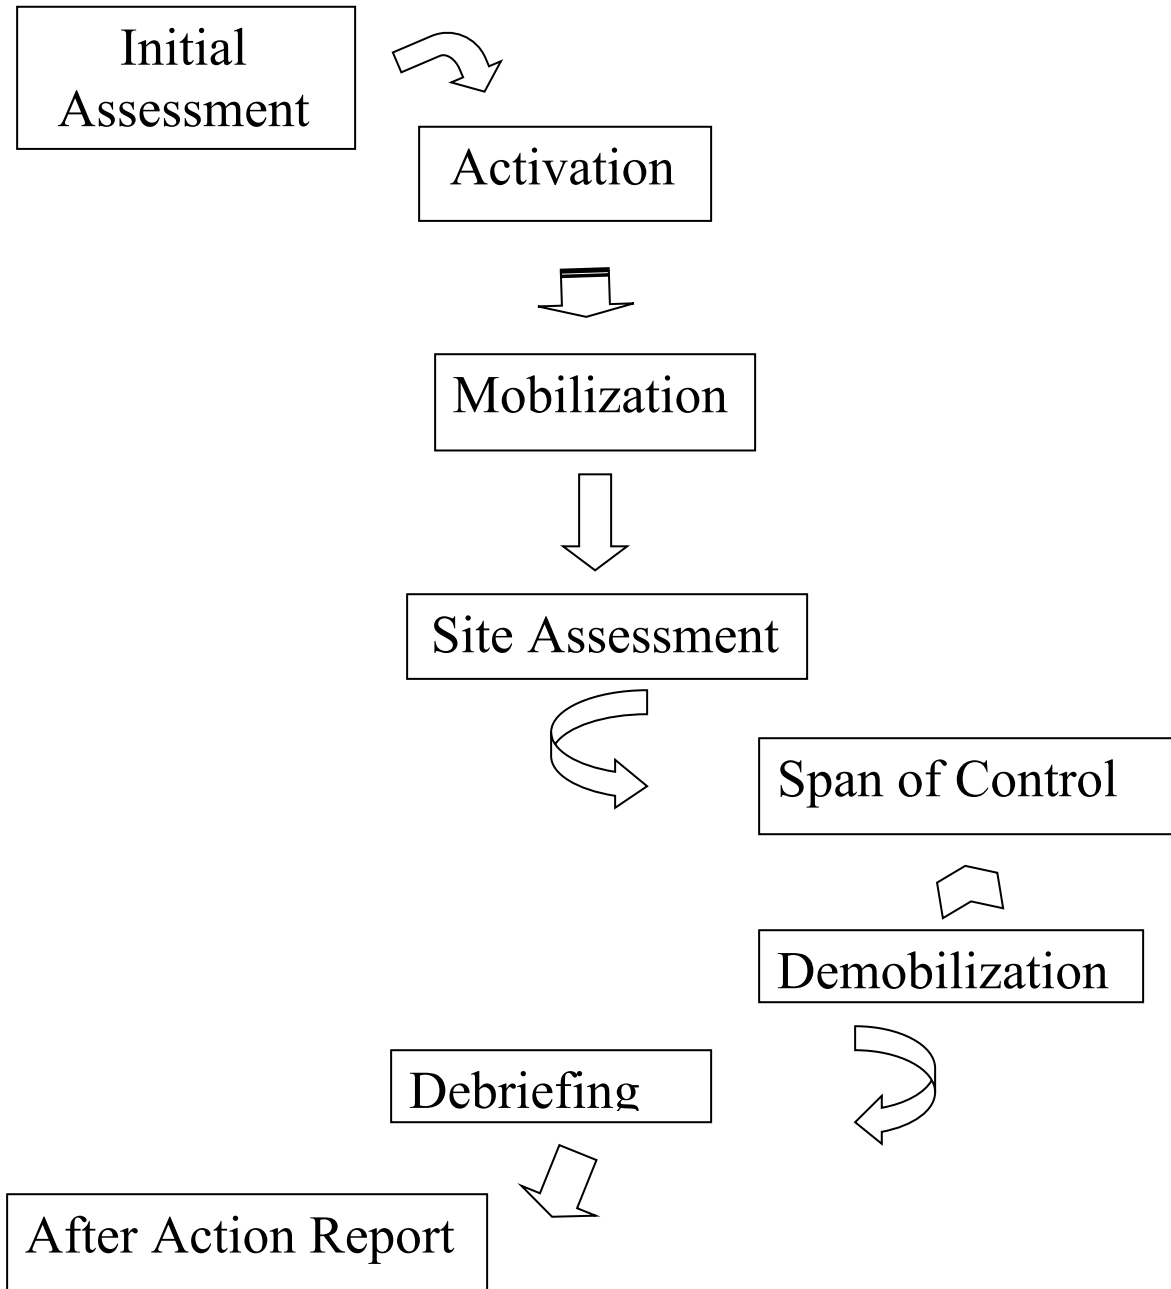 Initial
Assessment
Activation
Mobilization
Site Assessment
Span of Control
Demobilization
Debriefing
After Action Report